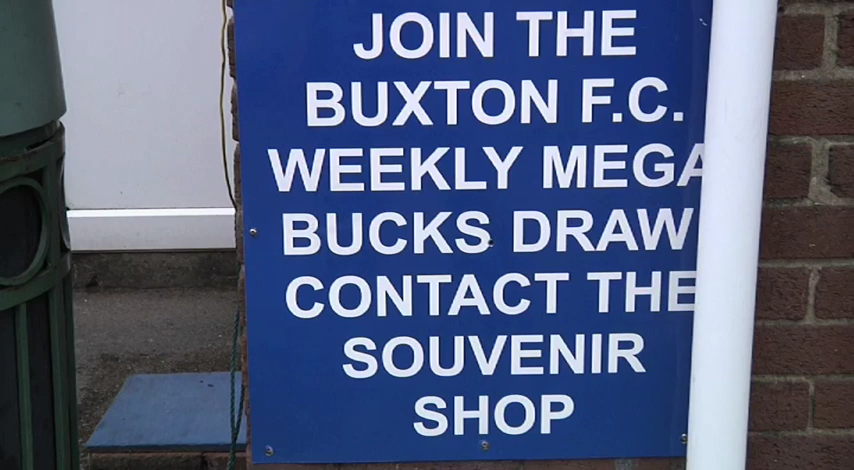 JOIN THE
BUXTON F.C.
WEEKLY MEGA
BUCKS DRAW
CONTACT THE
SOUVENIR
SHOP